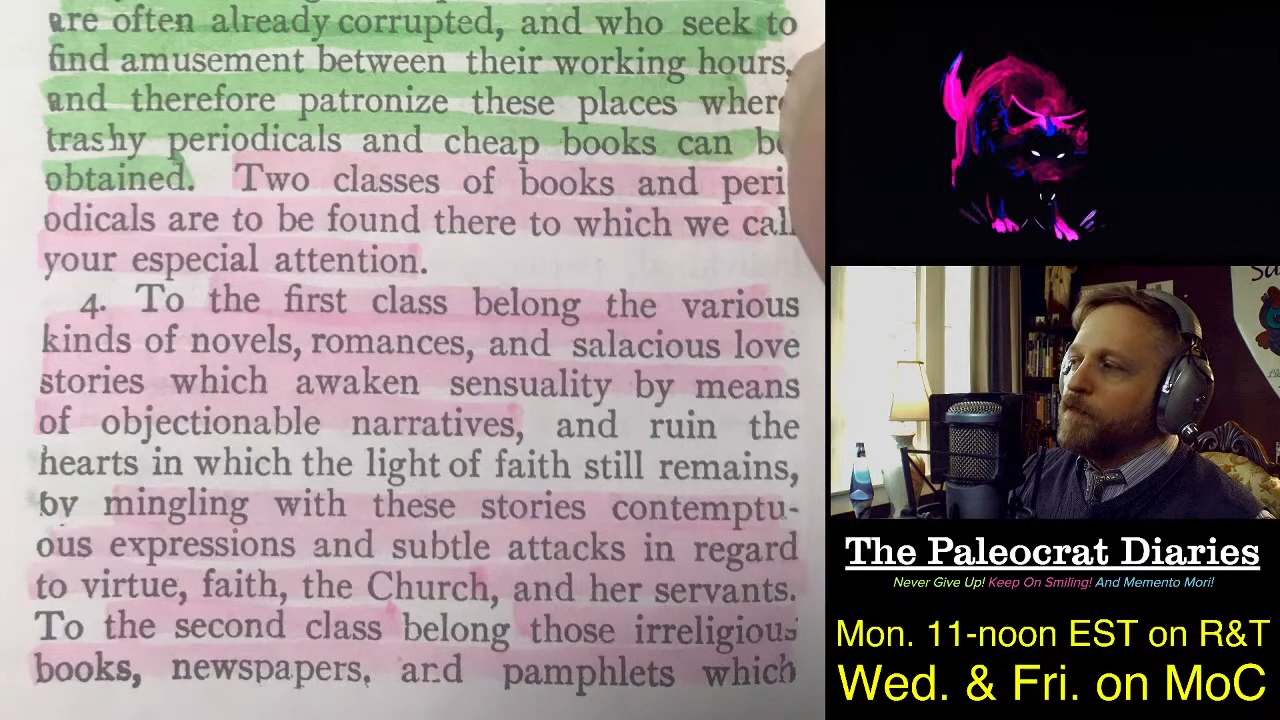 are often already corrupted, and who seek to
find amusement between their working hours,
and therefore patronize these places where
trashy periodicals and cheap books can be
obtained. Two classes of books and peri
odicals are to be found there to which we call
your especial attention.
4. To the first class belong the various
kinds of novels, romances, and salacious love
stories which awaken sensuality by means
of objectionable narratives, and ruin the
hearts in which the light of faith still remains,
by mingling with these stories contemptu-
ous expressions and subtle attacks in regard
to virtue, faith, the Church, and her servants.
To the second class belong those irreligious
books, newspapers, and pamphlets which
The Paleocrat Diaries
Never Give Up! Keep On Smiling! And Memento Mori!
Mon. 11-noon EST on R&T
Wed. & Fri. on MoC